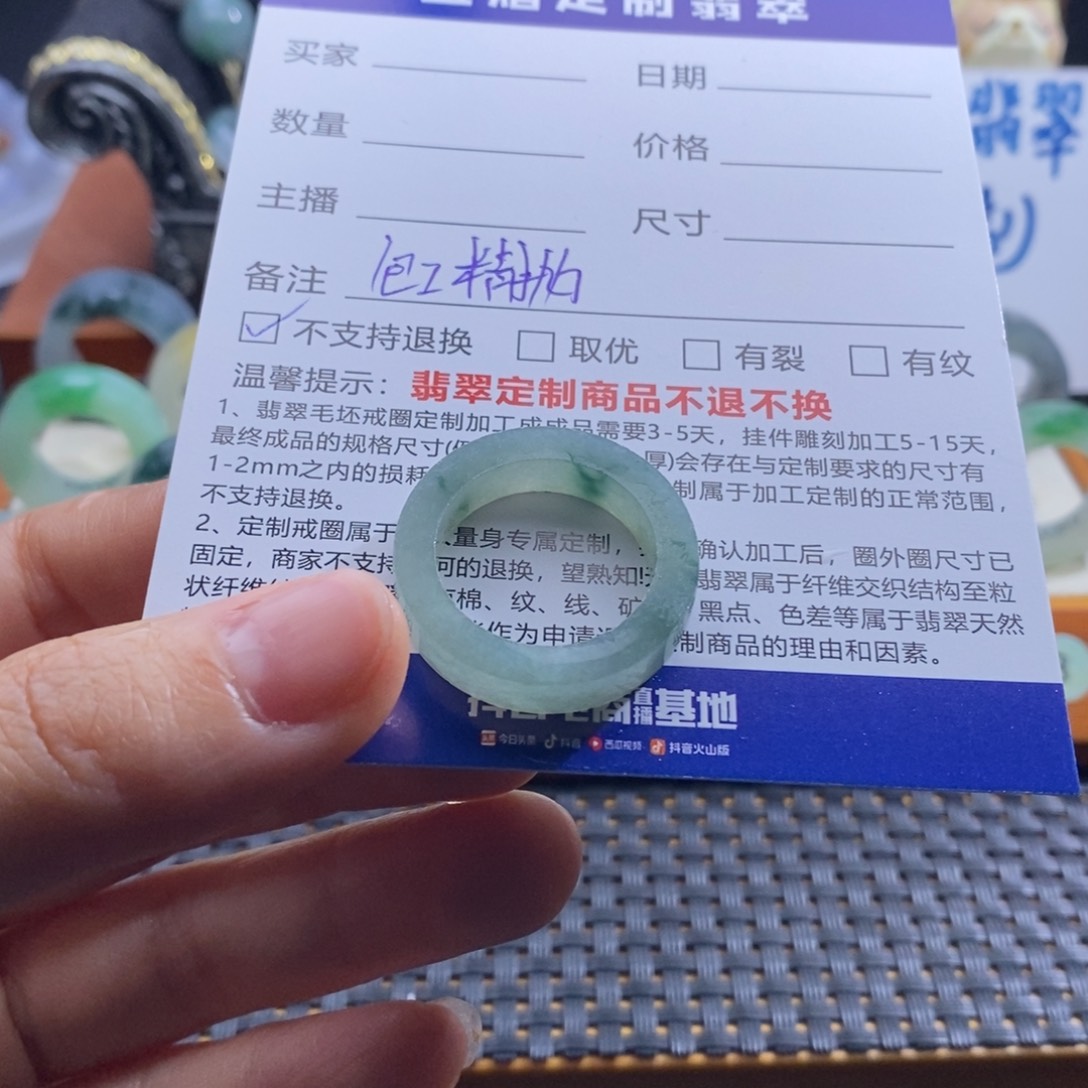 定制翡翠
买家 日期
数量 价格
主播 尺寸
备注 包工精抛
不支持退换 取优 有裂 有纹
温馨提示：翡翠定制商品不退不换
1、翡翠毛坯戒圈定制加工成成品需要3-5天，挂件雕刻加工5-15天，
最终成品的规格尺寸( 厚)会存在与定制要求的尺寸有
1-2mm之内的损耗 制属于加工定制的正常范围，
不支持退换。
2、定制戒圈属于 量身专属定制， 确认加工后，圈外圈尺寸已
固定，商家不支持 何的退换，望熟知! 翡翠属于纤维交织结构至粒
状纤维 棉、纹、线、矿 黑点、色差等属于翡翠天然
作为申请 制商品的理由和因素。
直播基地
今日头条 抖音 西瓜视频 抖音火山版
翡翠